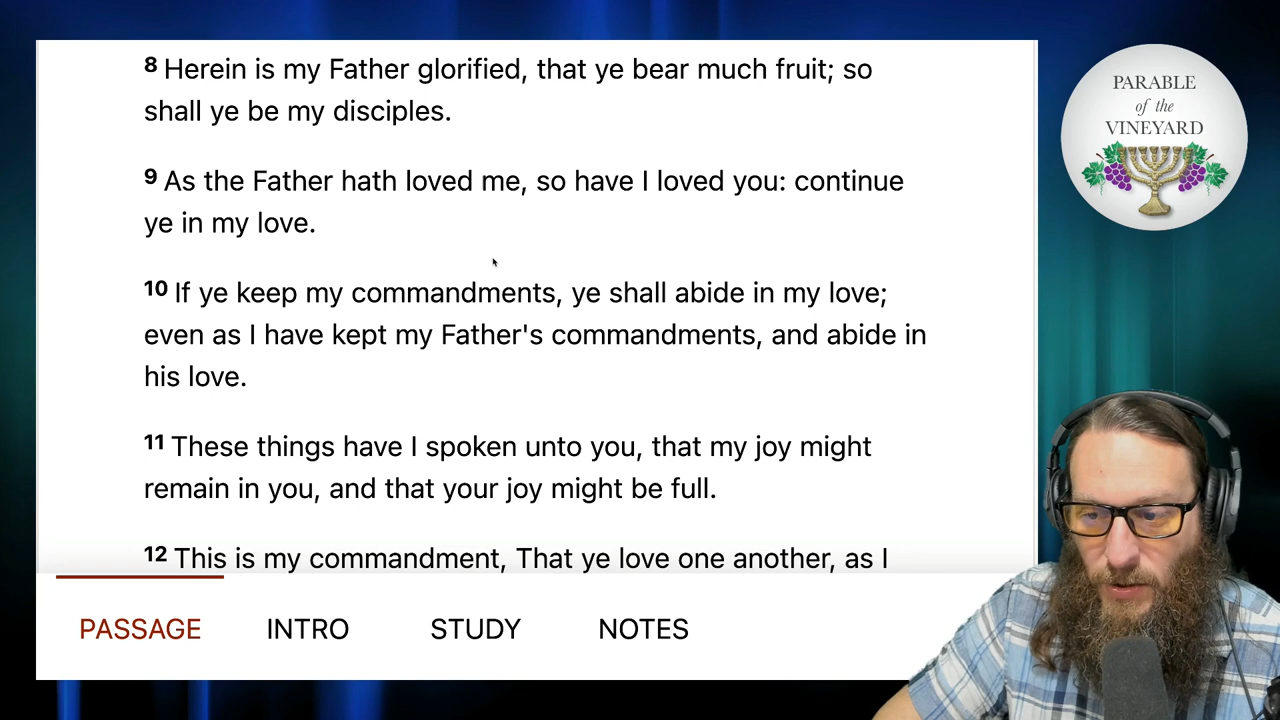 8 Herein is my Father glorified, that ye bear much fruit; so
shall ye be my disciples.
9 As the Father hath loved me, so have I loved you: continue
ye in my love.
10 If ye keep my commandments, ye shall abide in my love;
even as I have kept my Father's commandments, and abide in
his love.
11 These things have I spoken unto you, that my joy might
remain in you, and that your joy might be full.
12 This is my commandment, That ye love one another, as I
PASSAGE INTRO STUDY NOTES
PARABLE
of the
VINEYARD